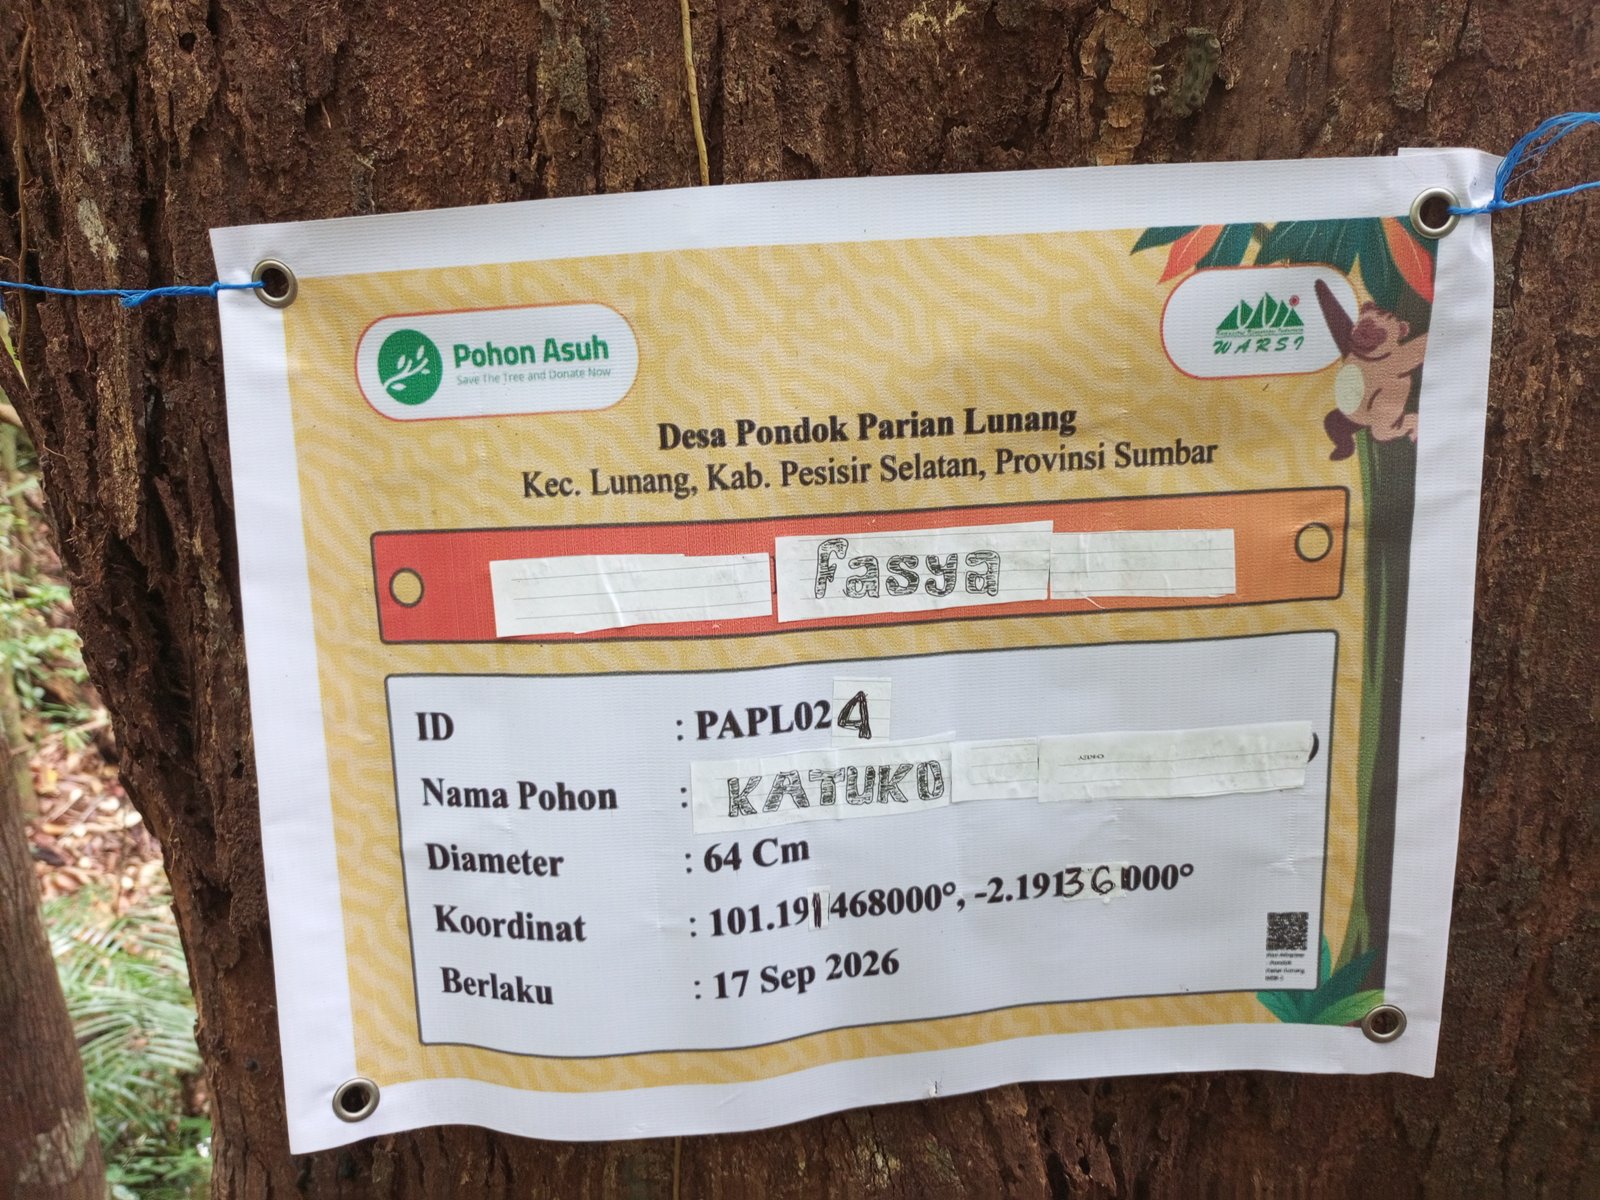 Pohon Asuh
Save The Tree and Donate Now
WARSI
Desa Pondok Parian Lunang
Kec. Lunang, Kab. Pesisir Selatan, Provinsi Sumbar
Fasya
ID : PAPL024
Nama Pohon : KATUKO
Diameter : 64 Cm
Koordinat : 101.191468000°, -2.19136000°
Berlaku : 17 Sep 2026